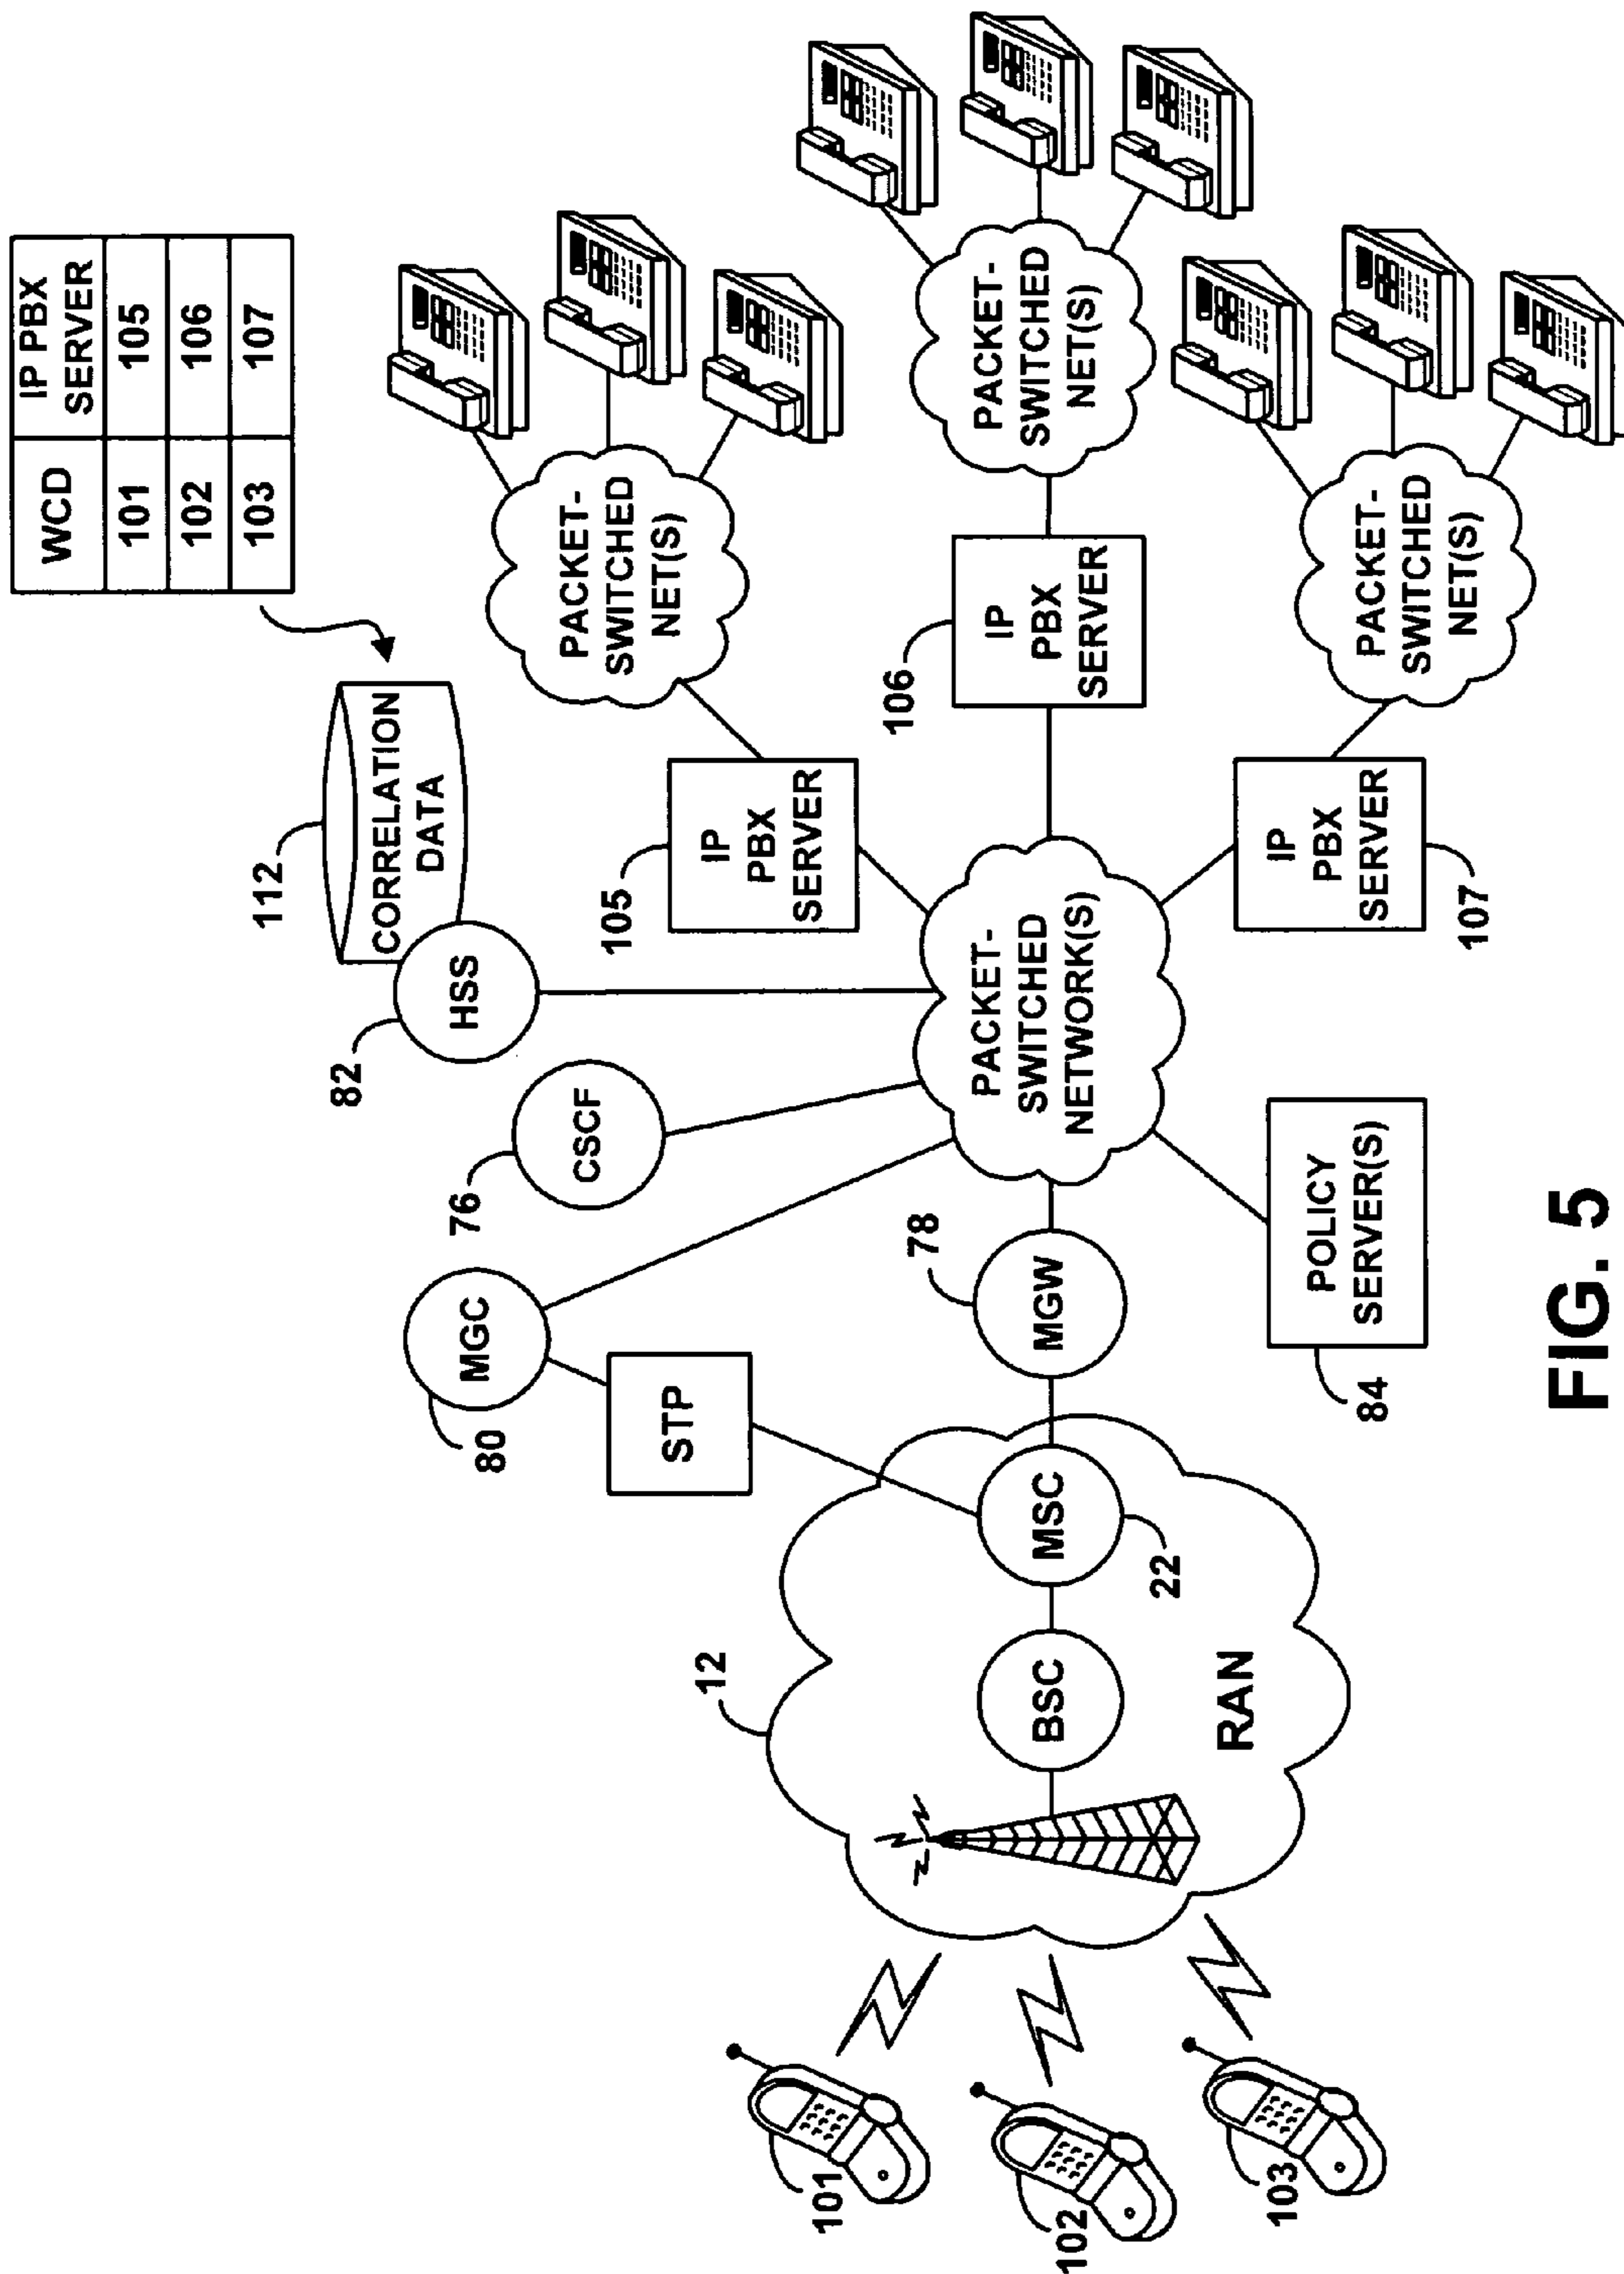 WCD IP PBX SERVER
101 105
102 106
103 107
112
CORRELATION
DATA
82
HSS
76
CSCF
80
MGC
STP
105
IP
PBX
SERVER
PACKET-
SWITCHED
NET(S)
12
BSC
MSC
22
RAN
78
MGW
PACKET-
SWITCHED
NETWORK(S)
106
IP
PBX
SERVER
PACKET-
SWITCHED
NET(S)
84
POLICY
SERVER(S)
IP
PBX
SERVER
107
PACKET-
SWITCHED
NET(S)
101
102
103
FIG. 5